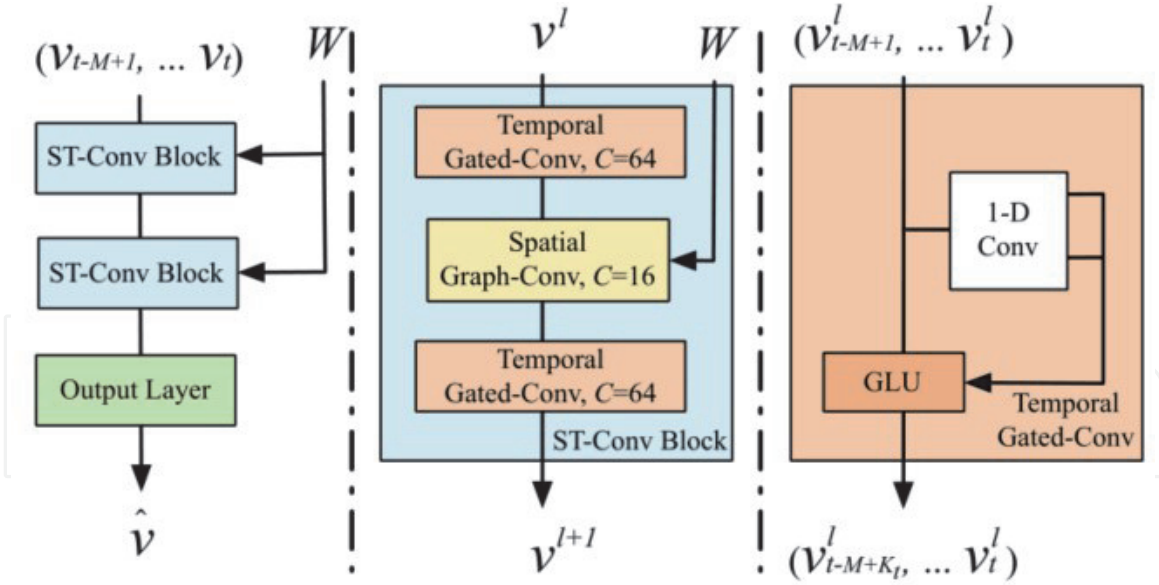 (v_{t-M+1}, ... v_t)
W
ST-Conv Block
ST-Conv Block
Output Layer
v̂
v^l
W
Temporal
Gated-Conv, C=64
Spatial
Graph-Conv, C=16
Temporal
Gated-Conv, C=64
ST-Conv Block
v^{l+1}
(v^l_{t-M+1}, ... v^l_t)
1-D
Conv
GLU
Temporal
Gated-Conv
(v^l_{t-M+K_t}, ... v^l_t)